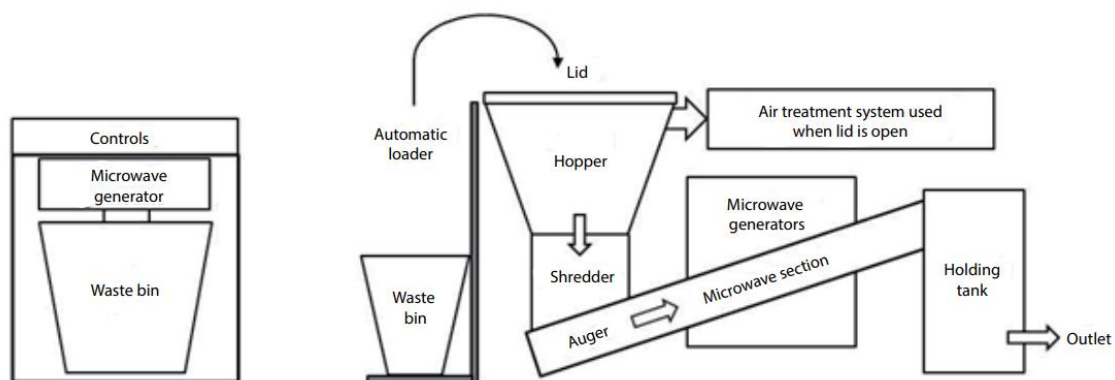 Controls
Microwave
generator
Waste bin
Automatic
loader
Waste
bin
Lid
Hopper
Shredder
Auger
Microwave section
Microwave
generators
Air treatment system used
when lid is open
Holding
tank
Outlet